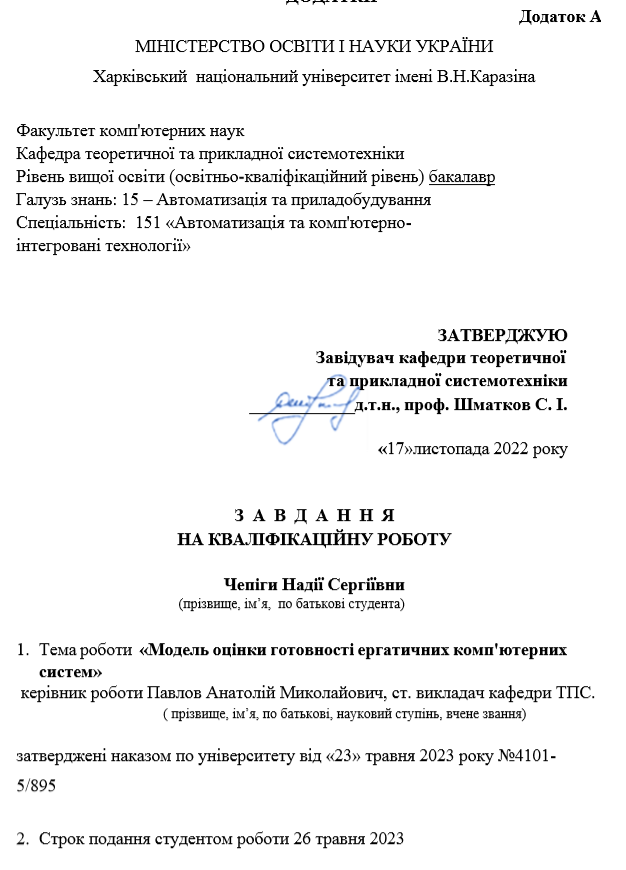 ДОДАТКИ
Додаток А
МІНІСТЕРСТВО ОСВІТИ І НАУКИ УКРАЇНИ
Харківський національний університет імені В.Н.Каразіна
Факультет комп'ютерних наук
Кафедра теоретичної та прикладної системотехніки
Рівень вищої освіти (освітньо-кваліфікаційний рівень) бакалавр
Галузь знань: 15 – Автоматизація та приладобудування
Спеціальність: 151 «Автоматизація та комп'ютерно-
інтегровані технології»
ЗАТВЕРДЖУЮ
Завідувач кафедри теоретичної
та прикладної системотехніки
____________д.т.н., проф. Шматков С. І.
«17»листопада 2022 року
З А В Д А Н Н Я
НА КВАЛІФІКАЦІЙНУ РОБОТУ
Чепіги Надії Сергіївни
(прізвище, ім’я, по батькові студента)
1. Тема роботи «Модель оцінки готовності ергатичних комп'ютерних
систем»
керівник роботи Павлов Анатолій Миколайович, ст. викладач кафедри ТПС.
( прізвище, ім’я, по батькові, науковий ступінь, вчене звання)
затверджені наказом по університету від «23» травня 2023 року №4101-
5/895
2. Строк подання студентом роботи 26 травня 2023